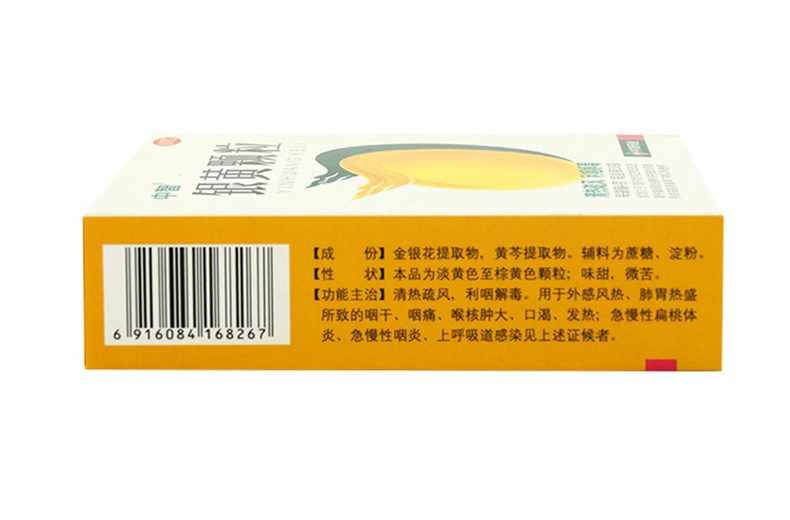 中智
银黄颗粒
YINHUANG KELI
【成　份】金银花提取物，黄芩提取物。辅料为蔗糖、淀粉。
【性　状】本品为淡黄色至棕黄色颗粒；味甜，微苦。
【功能主治】清热疏风，利咽解毒。用于外感风热、肺胃热盛
所致的咽干、咽痛、喉核肿大、口渴、发热；急慢性扁桃体
炎、急慢性咽炎、上呼吸道感染见上述证候者。
6 916084 168267